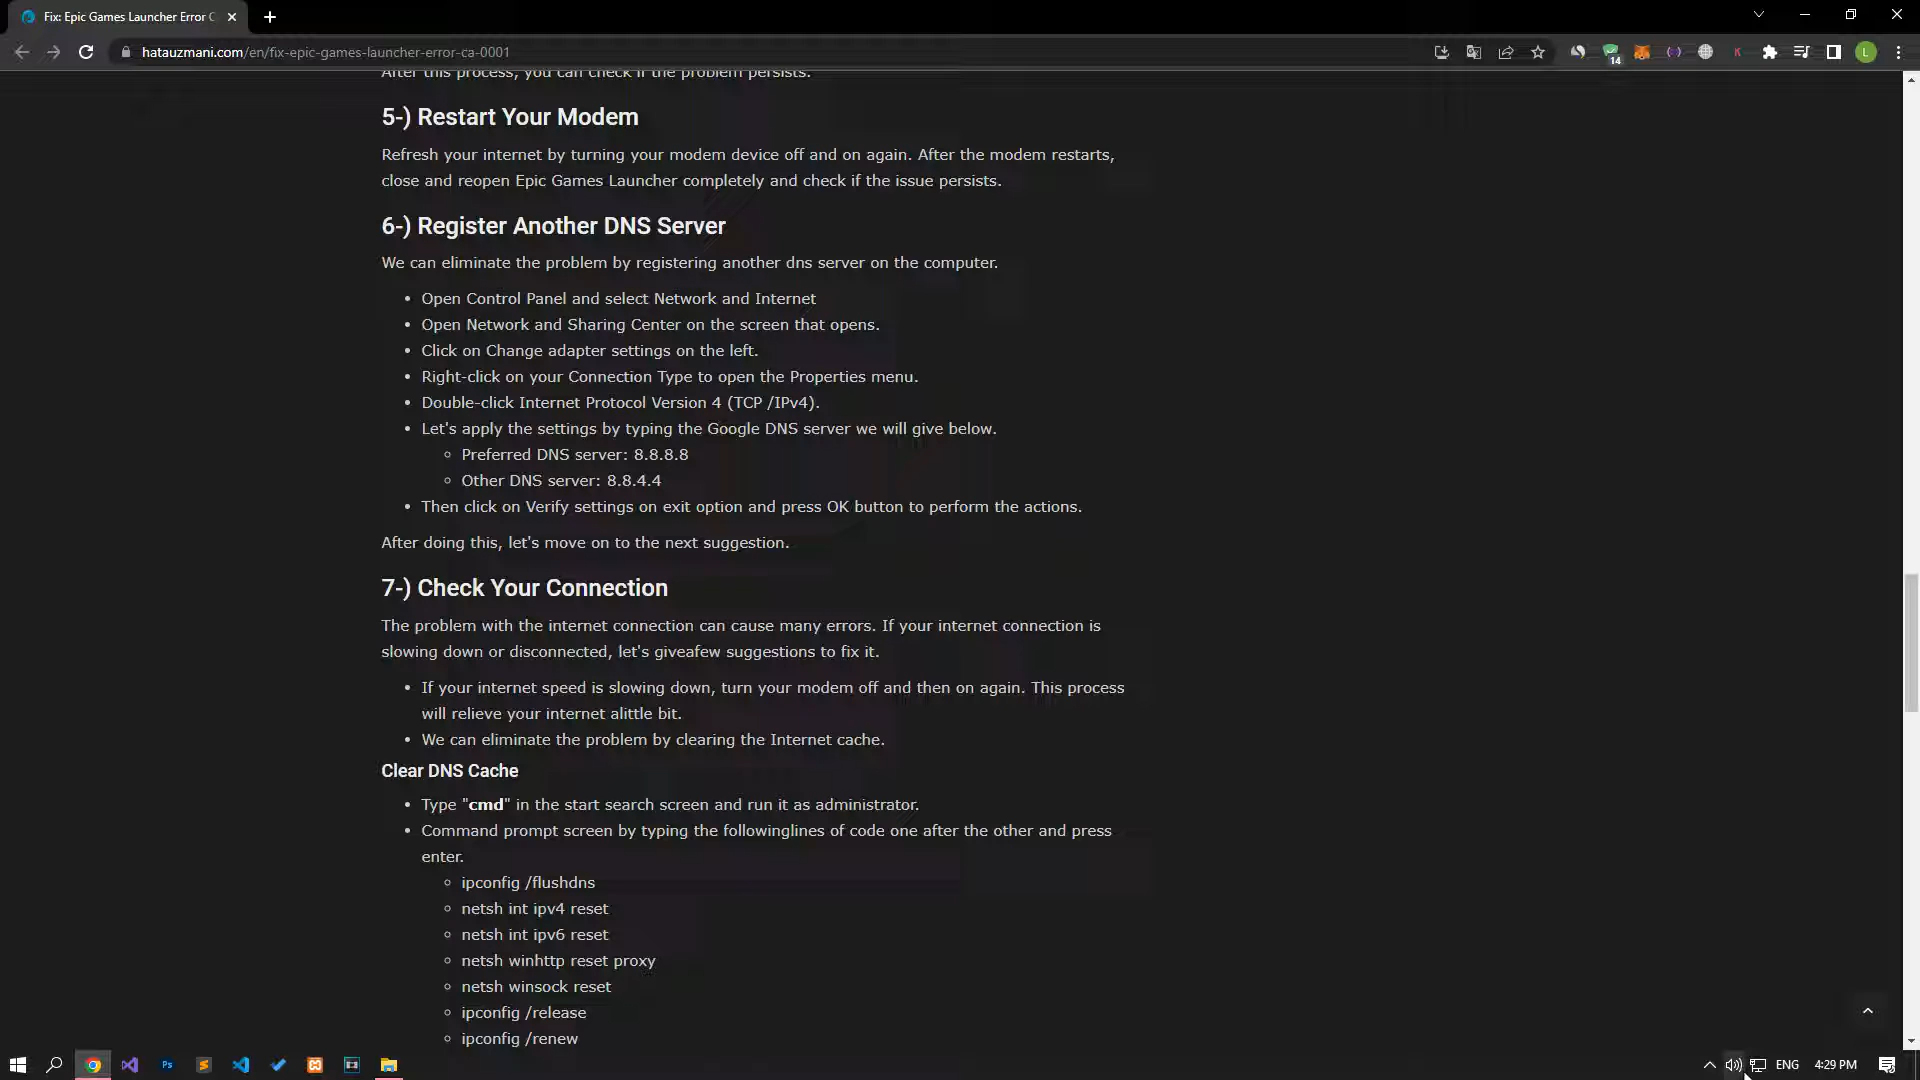 Fix: Epic Games Launcher Error C
hatauzmani.com/en/fix-epic-games-launcher-error-ca-0001
14
K
L
After this process, you can check if the problem persists.
5-) Restart Your Modem
Refresh your internet by turning your modem device off and on again. After the modem restarts,
close and reopen Epic Games Launcher completely and check if the issue persists.
6-) Register Another DNS Server
We can eliminate the problem by registering another dns server on the computer.
• Open Control Panel and select Network and Internet
• Open Network and Sharing Center on the screen that opens.
• Click on Change adapter settings on the left.
• Right-click on your Connection Type to open the Properties menu.
• Double-click Internet Protocol Version 4 (TCP /IPv4).
• Let's apply the settings by typing the Google DNS server we will give below.
◦ Preferred DNS server: 8.8.8.8
◦ Other DNS server: 8.8.4.4
• Then click on Verify settings on exit option and press OK button to perform the actions.
After doing this, let's move on to the next suggestion.
7-) Check Your Connection
The problem with the internet connection can cause many errors. If your internet connection is
slowing down or disconnected, let's giveafew suggestions to fix it.
• If your internet speed is slowing down, turn your modem off and then on again. This process
will relieve your internet alittle bit.
• We can eliminate the problem by clearing the Internet cache.
Clear DNS Cache
• Type "cmd" in the start search screen and run it as administrator.
• Command prompt screen by typing the followinglines of code one after the other and press
enter.
◦ ipconfig /flushdns
◦ netsh int ipv4 reset
◦ netsh int ipv6 reset
◦ netsh winhttp reset proxy
◦ netsh winsock reset
◦ ipconfig /release
◦ ipconfig /renew
Ps
ENG
4:29 PM